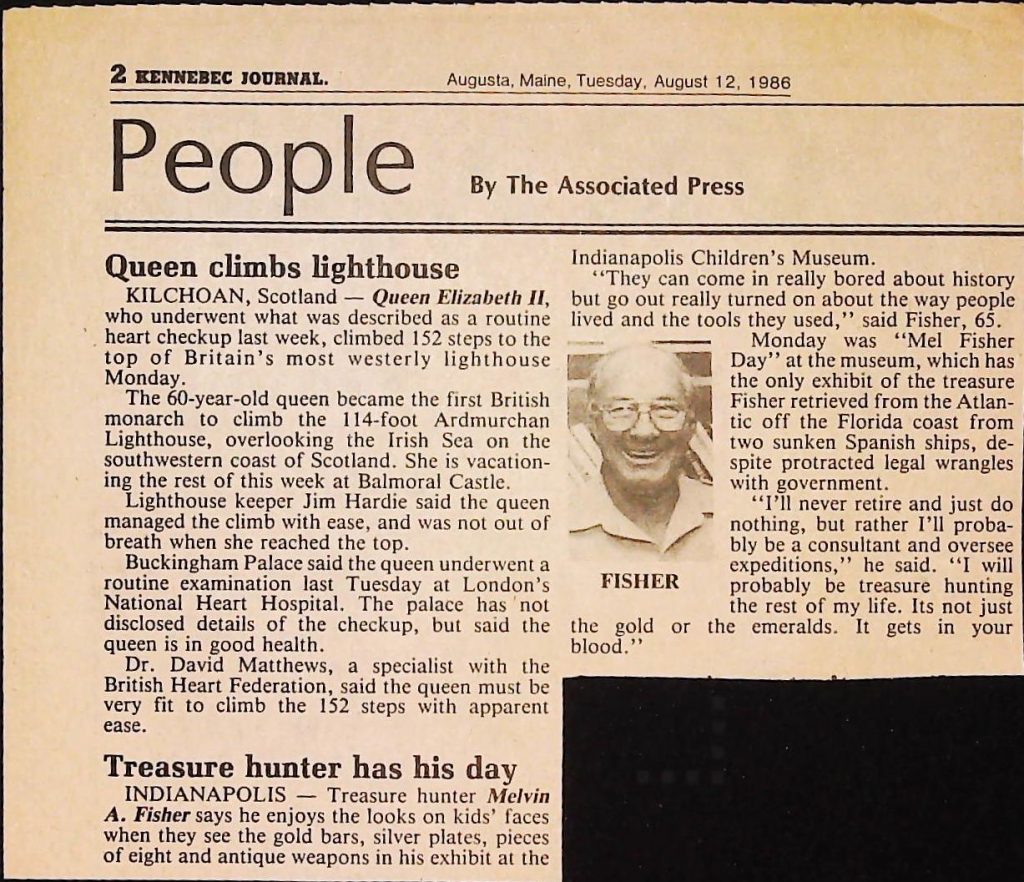 2 KENNEBEC JOURNAL. Augusta, Maine, Tuesday, August 12, 1986
People By The Associated Press
Queen climbs lighthouse
KILCHOAN, Scotland — Queen Elizabeth II,
who underwent what was described as a routine
heart checkup last week, climbed 152 steps to the
top of Britain's most westerly lighthouse
Monday.
The 60-year-old queen became the first British
monarch to climb the 114-foot Ardmurchan
Lighthouse, overlooking the Irish Sea on the
southwestern coast of Scotland. She is vacation-
ing the rest of this week at Balmoral Castle.
Lighthouse keeper Jim Hardie said the queen
managed the climb with ease, and was not out of
breath when she reached the top.
Buckingham Palace said the queen underwent a
routine examination last Tuesday at London's
National Heart Hospital. The palace has not
disclosed details of the checkup, but said the
queen is in good health.
Dr. David Matthews, a specialist with the
British Heart Federation, said the queen must be
very fit to climb the 152 steps with apparent
ease.
Treasure hunter has his day
INDIANAPOLIS — Treasure hunter Melvin
A. Fisher says he enjoys the looks on kids' faces
when they see the gold bars, silver plates, pieces
of eight and antique weapons in his exhibit at the
Indianapolis Children's Museum.
"They can come in really bored about history
but go out really turned on about the way people
lived and the tools they used," said Fisher, 65.
Monday was "Mel Fisher
Day" at the museum, which has
the only exhibit of the treasure
Fisher retrieved from the Atlan-
tic off the Florida coast from
two sunken Spanish ships, de-
spite protracted legal wrangles
with government.
"I'll never retire and just do
nothing, but rather I'll proba-
bly be a consultant and oversee
expeditions," he said. "I will
probably be treasure hunting
the rest of my life. Its not just
the gold or the emeralds. It gets in your
blood."
FISHER